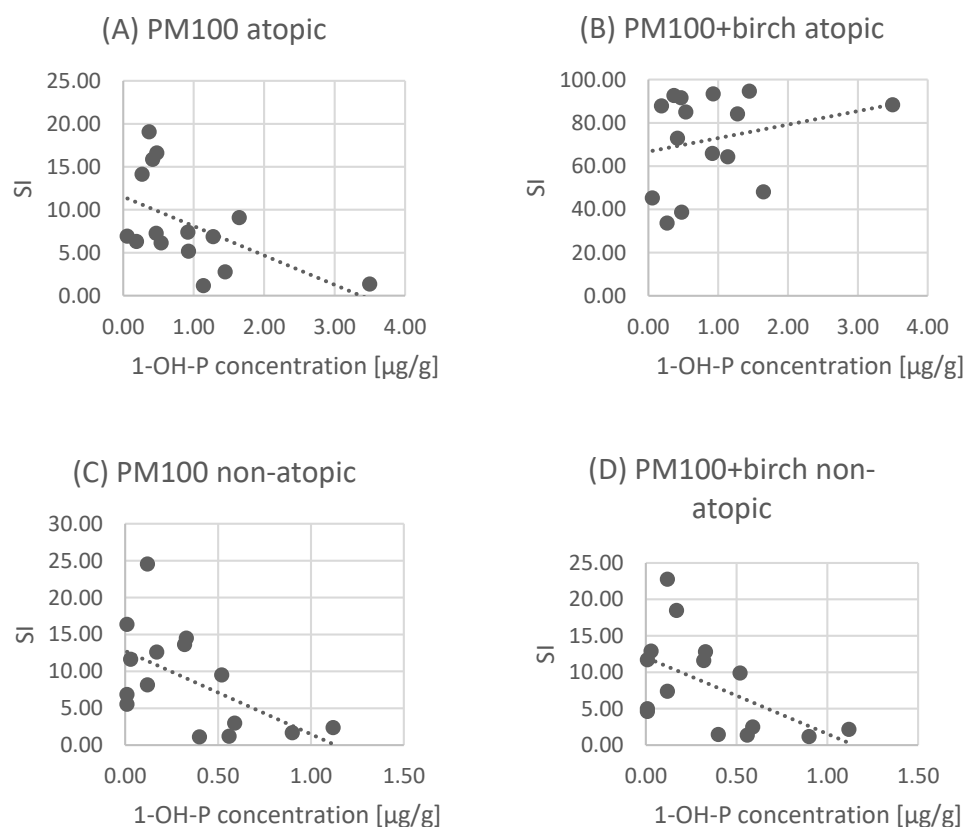 (A) PM100 atopic
25.00
20.00
15.00
10.00
5.00
0.00
SI
0.00 1.00 2.00 3.00 4.00
1-OH-P concentration [µg/g]
(B) PM100+birch atopic
100.00
80.00
60.00
40.00
20.00
0.00
SI
0.00 1.00 2.00 3.00 4.00
1-OH-P concentration [µg/g]
(C) PM100 non-atopic
30.00
25.00
20.00
15.00
10.00
5.00
0.00
SI
0.00 0.50 1.00 1.50
1-OH-P concentration [µg/g]
(D) PM100+birch non-
atopic
25.00
20.00
15.00
10.00
5.00
0.00
SI
0.00 0.50 1.00 1.50
1-OH-P concentration [µg/g]